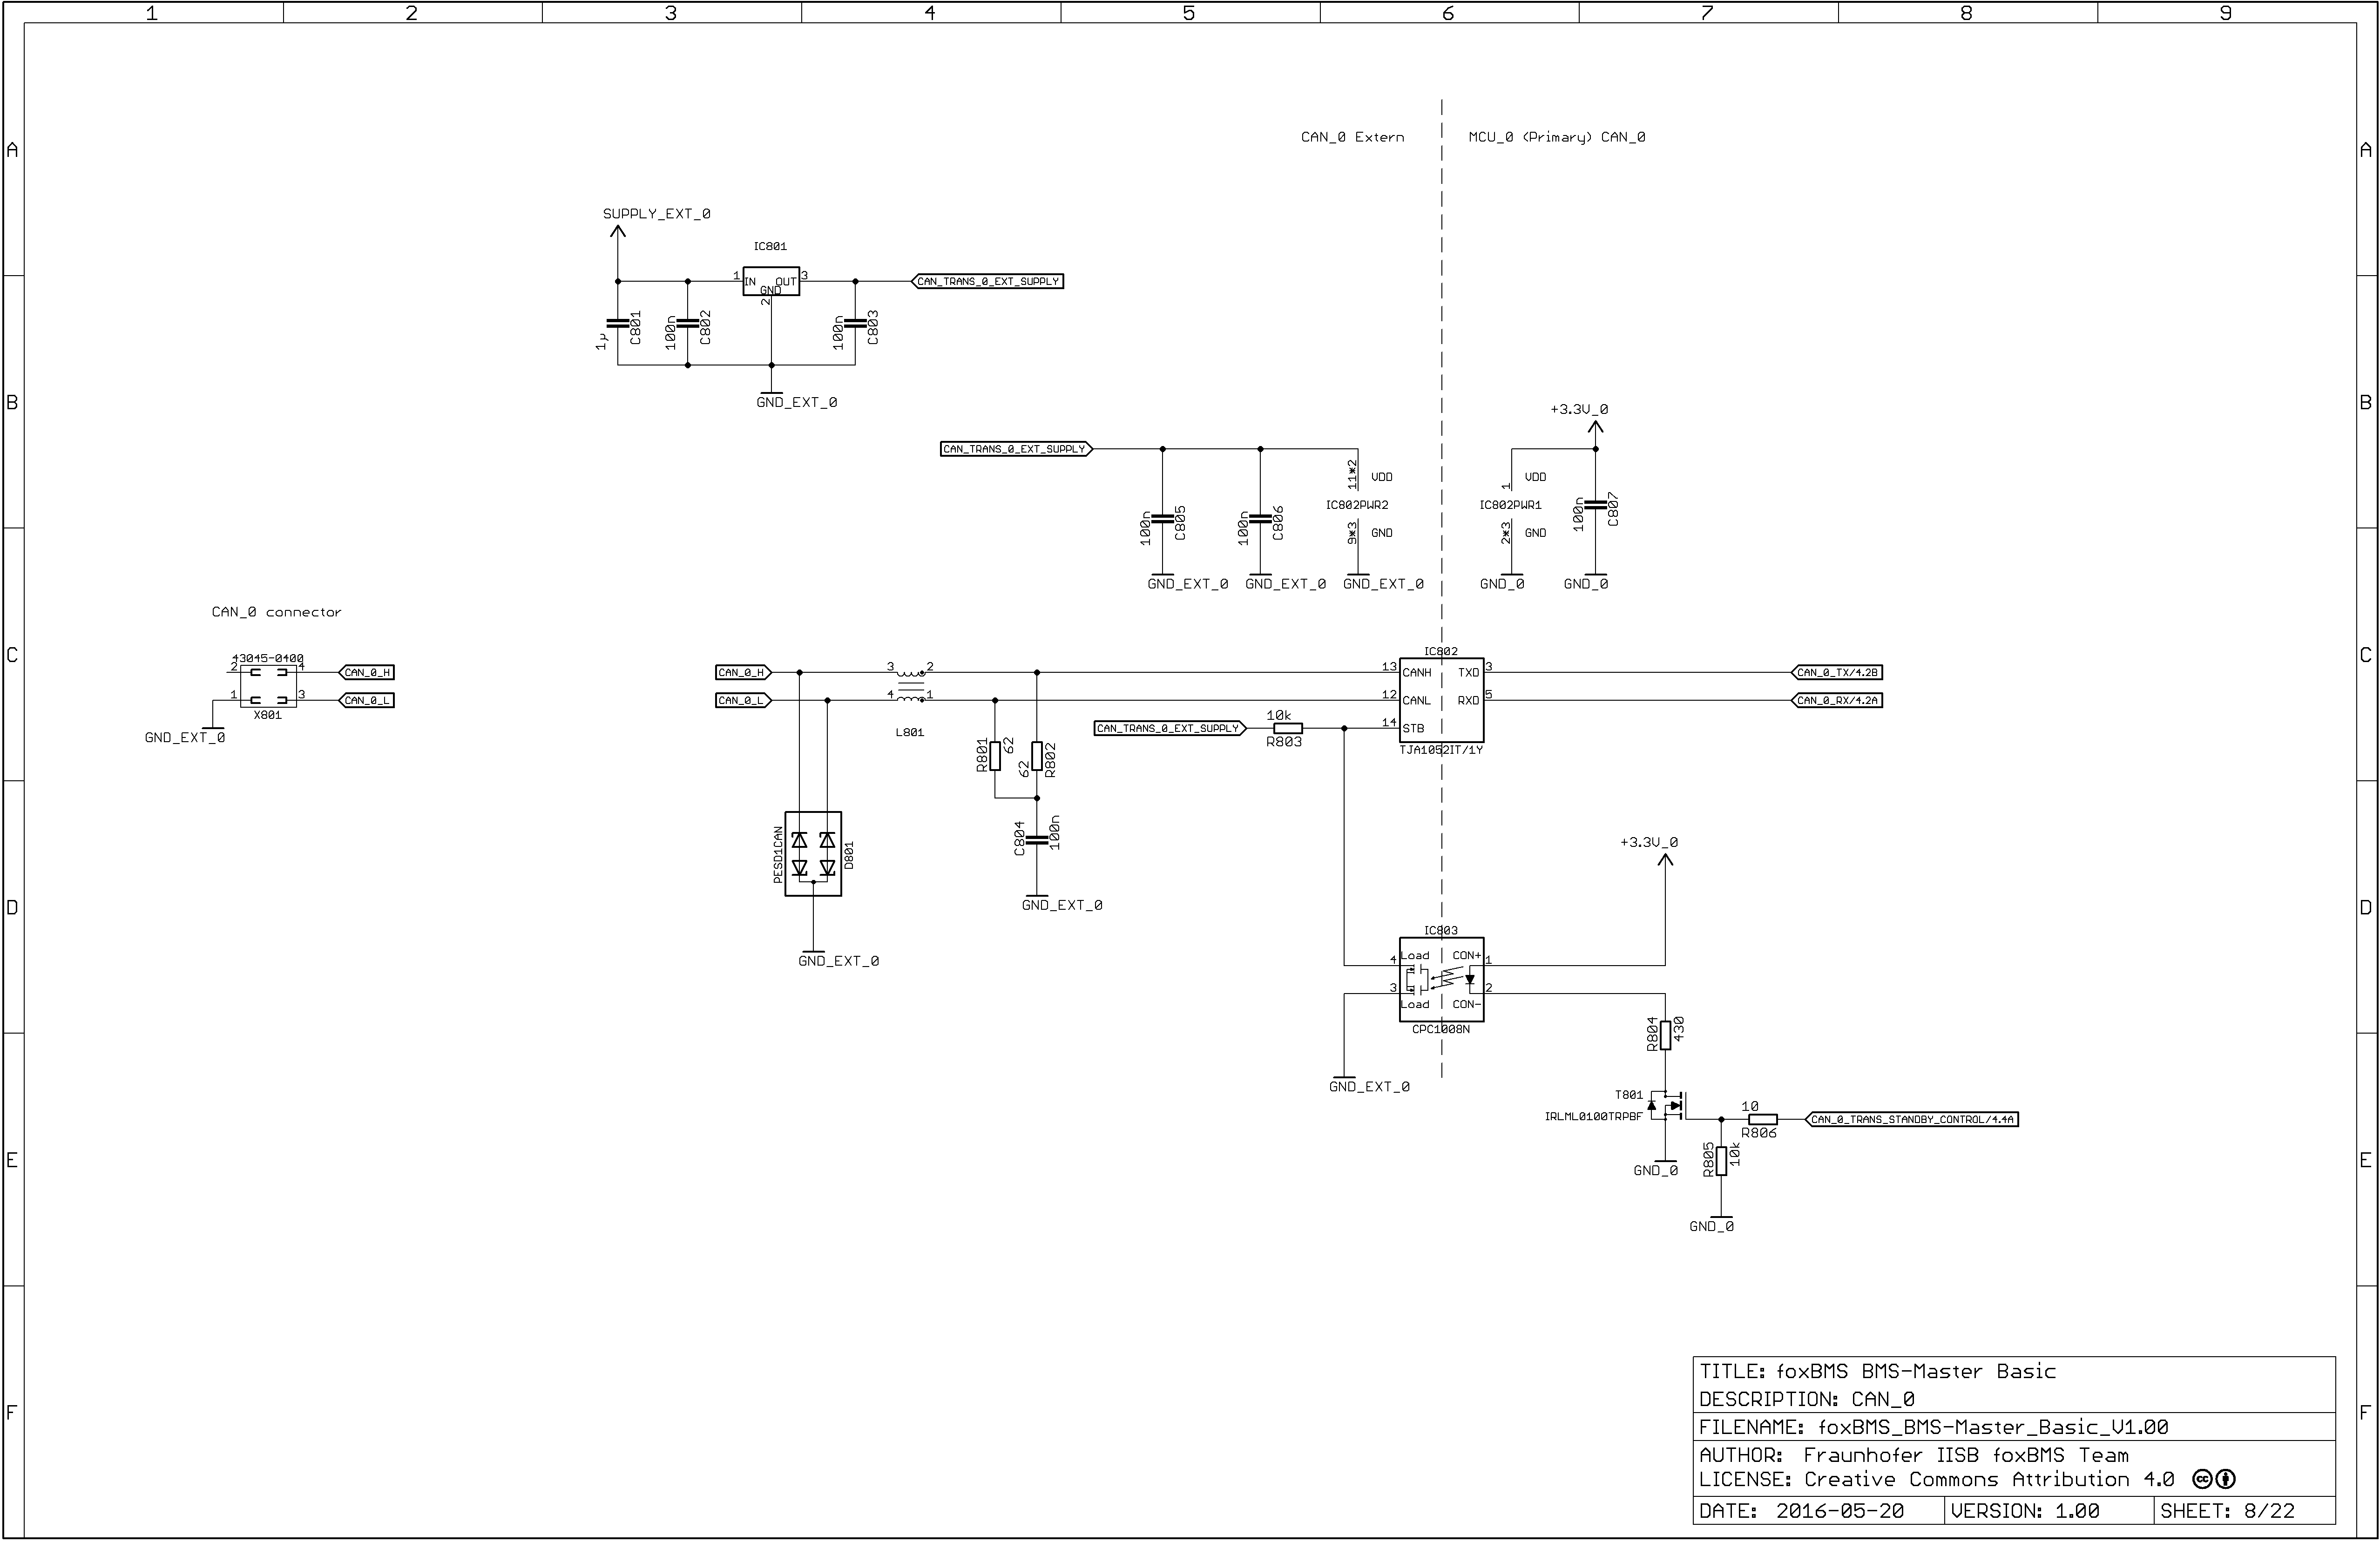 1 2 3 4 5 6 7 8 9
A A
CAN_0 Extern MCU_0 (Primary) CAN_0
SUPPLY_EXT_0
IC801
1 IN OUT 3
GND
2
CAN_TRANS_0_EXT_SUPPLY
1µ C801
100n C802
100n C803
GND_EXT_0
B B
+3.3V_0
CAN_TRANS_0_EXT_SUPPLY
11*2 VDD
1 VDD
IC802PWR2
IC802PWR1
9*3 GND
2*3 GND
100n C805
100n C806
100n C807
GND_EXT_0 GND_EXT_0 GND_EXT_0 GND_0 GND_0
CAN_0 connector
C C
43045-0400
2 4 CAN_0_H
1 3 CAN_0_L
X801
GND_EXT_0
CAN_0_H 3 2
CAN_0_L 4 1
L801
IC802
13 CANH TXD 3 CAN_0_TX/4.2B
12 CANL RXD 5 CAN_0_RX/4.2A
14 STB
TJA1052IT/1Y
CAN_TRANS_0_EXT_SUPPLY 10k
R803
R801 62
62 R802
C804 100n
GND_EXT_0
PESD1CAN D801
GND_EXT_0
D D
+3.3V_0
IC803
4 Load CON+ 1
3 Load CON- 2
CPC1008N
GND_EXT_0
R804 430
T801
IRLML0100TRPBF
10
R806
CAN_0_TRANS_STANDBY_CONTROL/4.4A
R805 10k
GND_0
GND_0
E E
F F
TITLE: foxBMS BMS-Master Basic
DESCRIPTION: CAN_0
FILENAME: foxBMS_BMS-Master_Basic_V1.00
AUTHOR: Fraunhofer IISB foxBMS Team
LICENSE: Creative Commons Attribution 4.0 cc
DATE: 2016-05-20 VERSION: 1.00 SHEET: 8/22